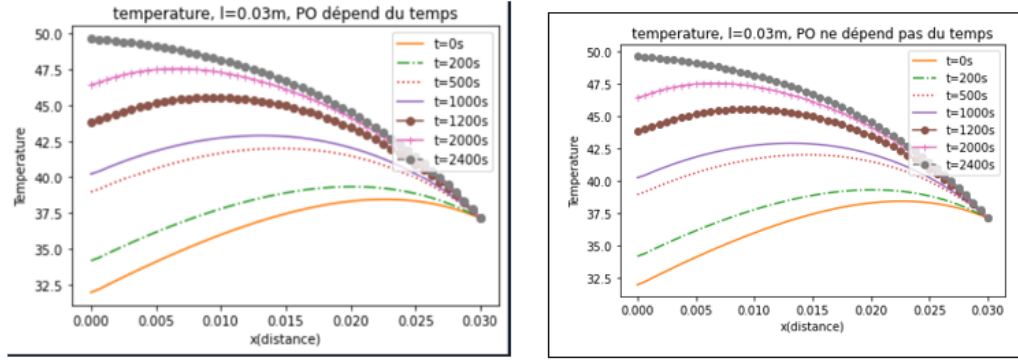 temperature, l=0.03m, PO dépend du temps
50.0
47.5
45.0
42.5
40.0
37.5
35.0
32.5
Temperature
t=0s
t=200s
t=500s
t=1000s
t=1200s
t=2000s
t=2400s
0.000 0.005 0.010 0.015 0.020 0.025 0.030
x(distance)
temperature, l=0.03m, PO ne dépend pas du temps
50.0
47.5
45.0
42.5
40.0
37.5
35.0
32.5
Temperature
t=0s
t=200s
t=500s
t=1000s
t=1200s
t=2000s
t=2400s
0.000 0.005 0.010 0.015 0.020 0.025 0.030
x(distance)